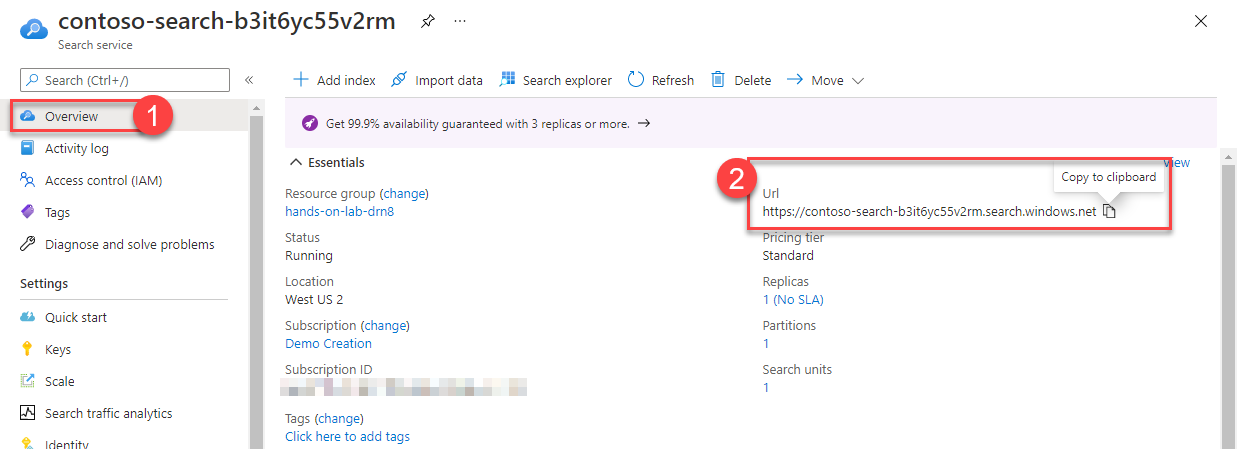 contoso-search-b3it6yc55v2rm
Search service
Search (Ctrl+/)
Overview
1
Activity log
Access control (IAM)
Tags
Diagnose and solve problems
Settings
Quick start
Keys
Scale
Search traffic analytics
Identity
Add index Import data Search explorer Refresh Delete Move
Get 99.9% availability guaranteed with 3 replicas or more.
Essentials
View
Copy to clipboard
2
Resource group (change)
hands-on-lab-drn8
Status
Running
Location
West US 2
Subscription (change)
Demo Creation
Subscription ID
Tags (change)
Click here to add tags
Url
https://contoso-search-b3it6yc55v2rm.search.windows.net
Pricing tier
Standard
Replicas
1 (No SLA)
Partitions
1
Search units
1